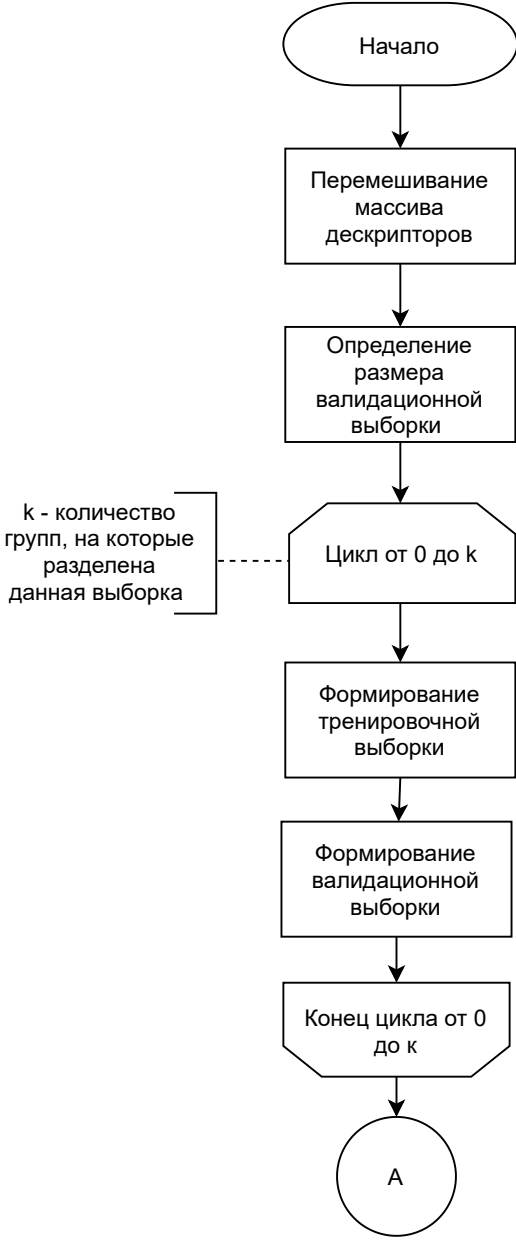 Начало
Перемешивание
массива
дескрипторов
Определение
размера
валидационной
выборки
k - количество
групп, на которые
разделена
данная выборка
Цикл от 0 до k
Формирование
тренировочной
выборки
Формирование
валидационной
выборки
Конец цикла от 0
до к
А